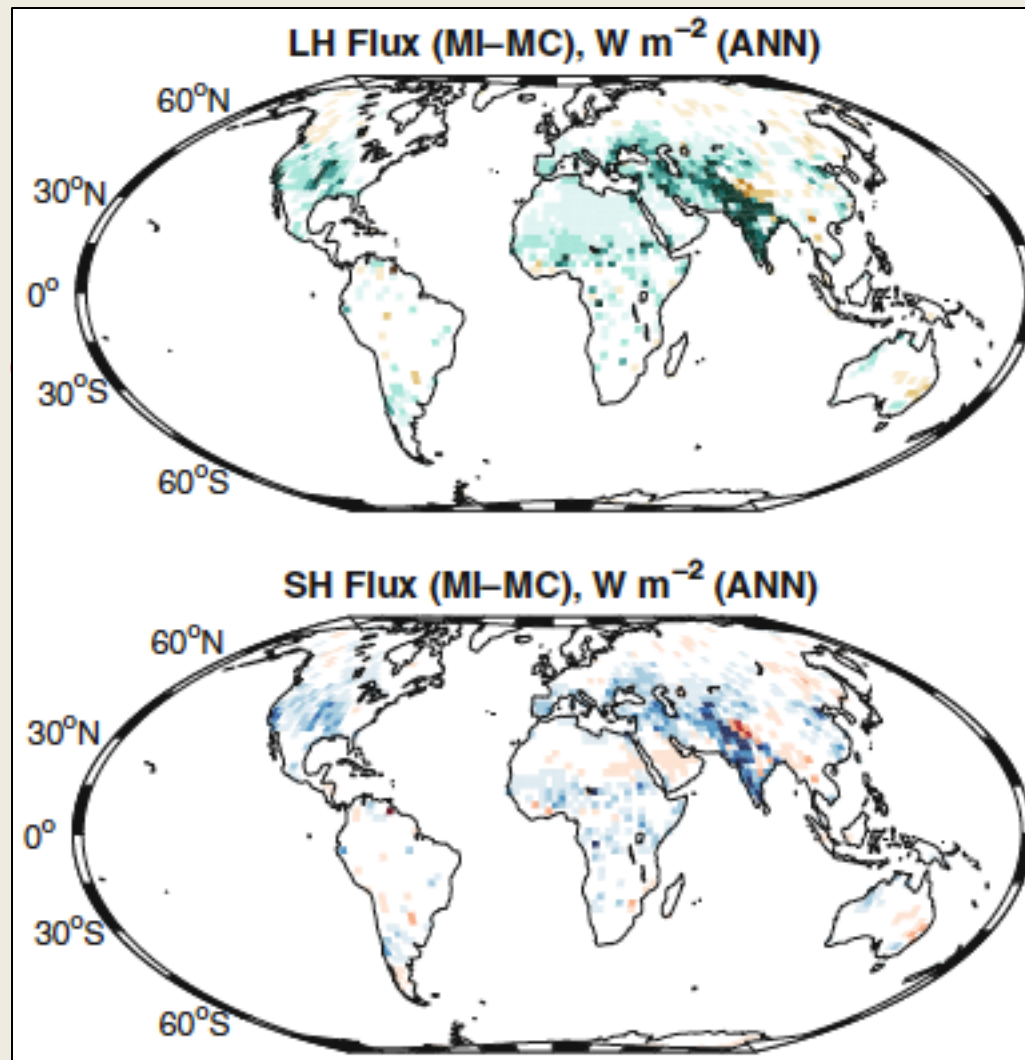 LH Flux (MI–MC), W m⁻² (ANN)
60°N
30°N
0°
30°S
60°S
SH Flux (MI–MC), W m⁻² (ANN)
60°N
30°N
0°
30°S
60°S